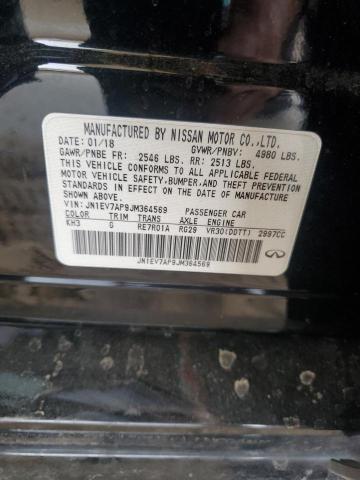 MANUFACTURED BY NISSAN MOTOR CO.,LTD.
DATE: 01/18 GVWR/PNBV: 4980 LBS.
GAWR/PNBE FR: 2546 LBS. RR: 2513 LBS.
THIS VEHICLE CONFORMS TO ALL APPLICABLE FEDERAL
MOTOR VEHICLE SAFETY,BUMPER,AND THEFT PREVENTION
STANDARDS IN EFFECT ON THE DATE OF MANUFACTURE
SHOWN ABOVE.
VIN: JN1EV7AP9JM364569 PASSENGER CAR
COLOR TRIM TRANS AXLE ENGINE
KH3 G RE7R01A RG29 VR30(DDTT) 2997CC
JN1EV7AP9JM364569